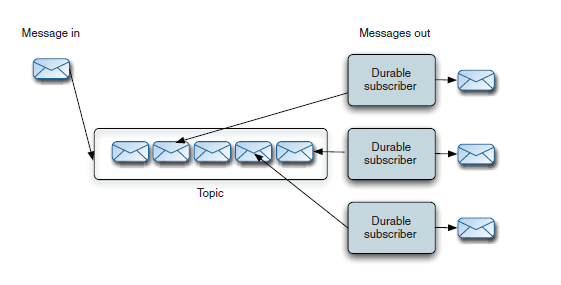 Message in
Messages out
Durable
subscriber
Durable
subscriber
Topic
Durable
subscriber